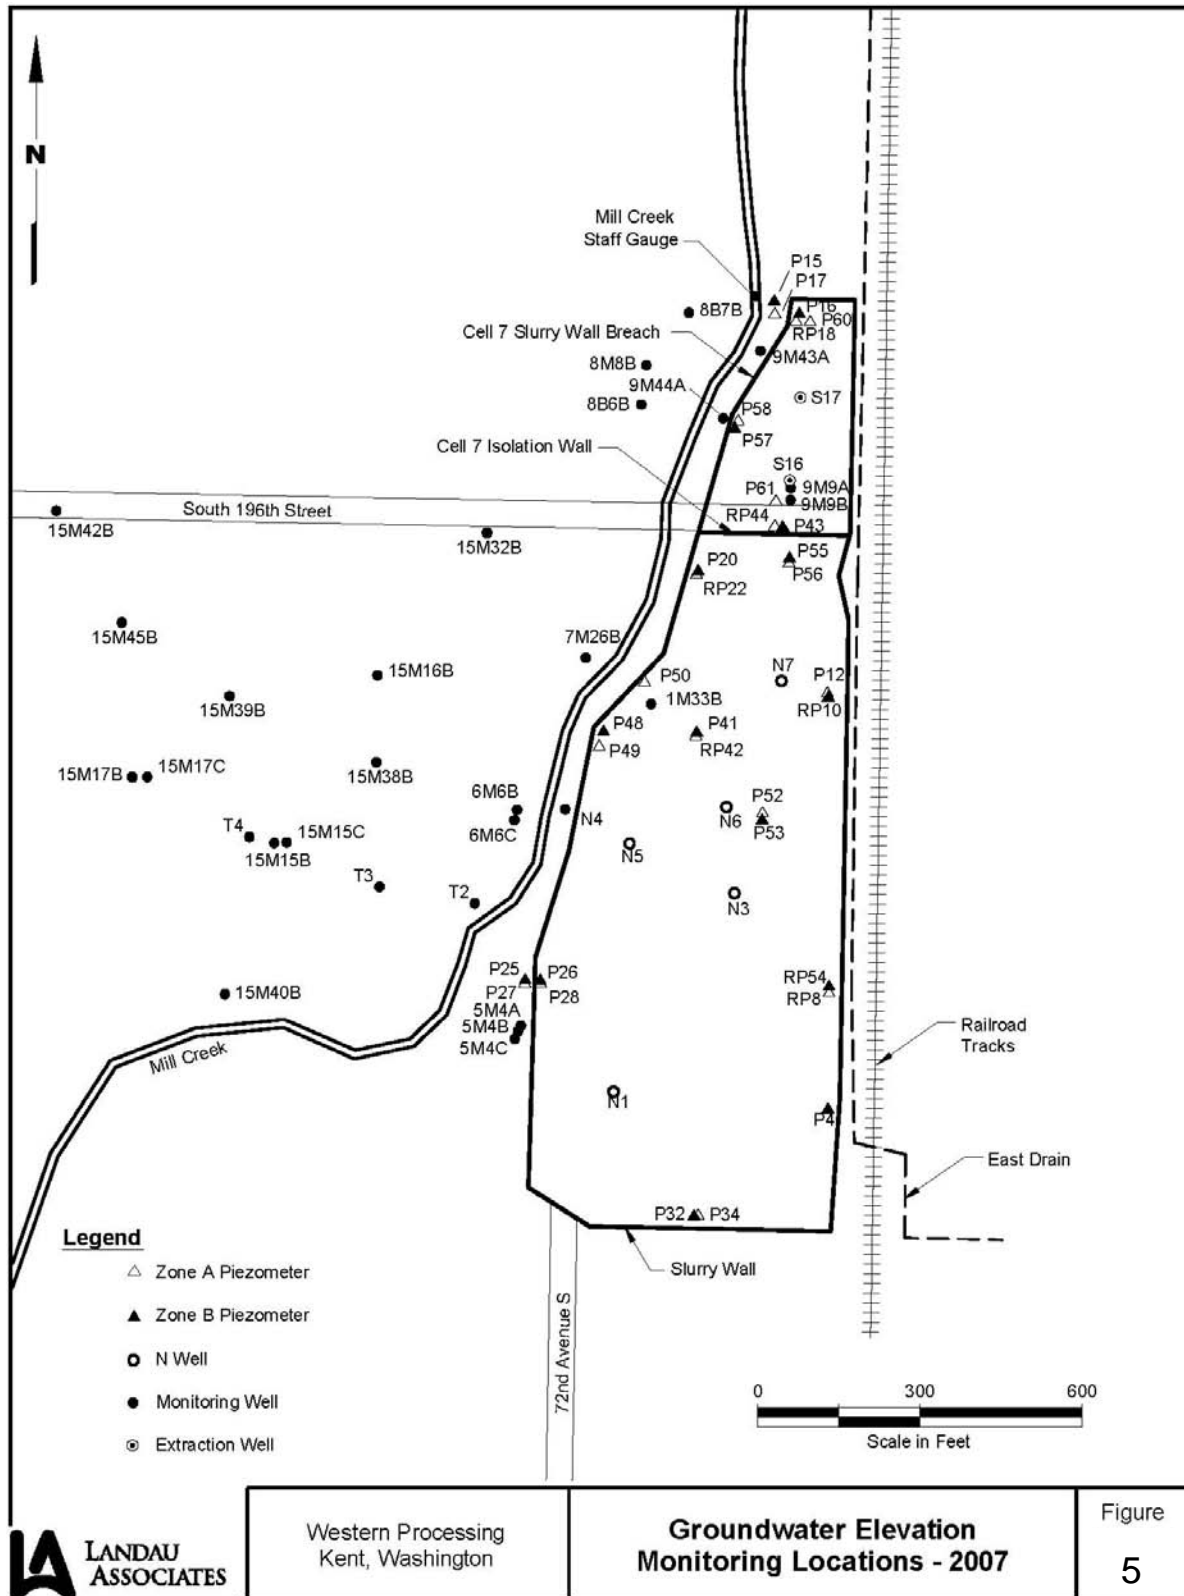 N
Mill Creek
Staff Gauge
P15
P17
8B7B
P16
P60
RP18
Cell 7 Slurry Wall Breach
9M43A
8M8B
9M44A
8B6B
S17
P58
P57
Cell 7 Isolation Wall
S16
P61
9M9A
9M9B
South 196th Street
RP44
P43
15M42B
15M32B
P55
P56
P20
RP22
15M45B
7M26B
15M16B
P50
N7
P12
RP10
15M39B
1M33B
P48
P49
P41
RP42
15M17B
15M17C
15M38B
6M6B
6M6C
N4
N6
P52
P53
T4
15M15C
15M15B
N5
T3
T2
N3
P25
P26
P27
P28
RP54
RP8
15M40B
5M4A
5M4B
5M4C
Railroad
Tracks
Mill Creek
N1
P4
East Drain
P32
P34
Slurry Wall
72nd Avenue S
Legend
Zone A Piezometer
Zone B Piezometer
N Well
Monitoring Well
Extraction Well
0 300 600
Scale in Feet
LANDAU
ASSOCIATES
Western Processing
Kent, Washington
Groundwater Elevation
Monitoring Locations - 2007
Figure
5